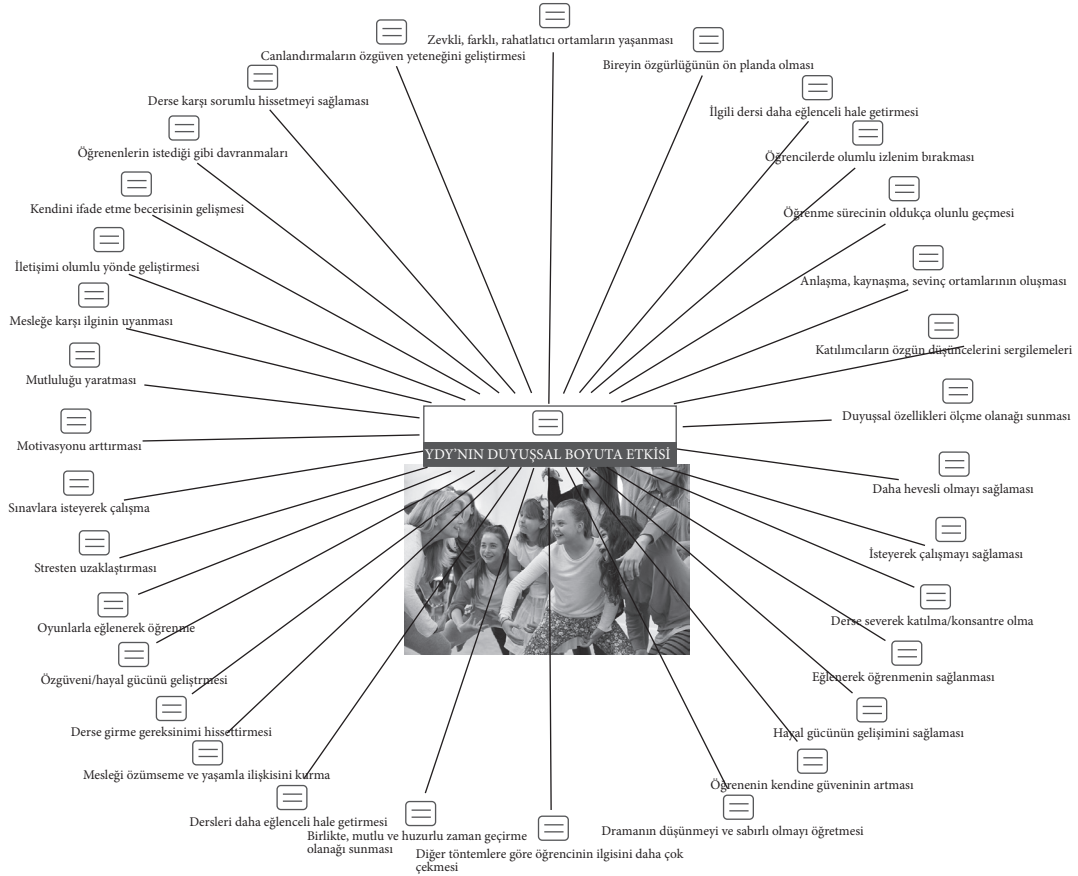 Zevkli, farklı, rahatlatıcı ortamların yaşanması
Canlandırmaların özgüven yeteneğini geliştirmesi
Bireyin özgürlüğünün ön planda olması
Derse karşı sorumlu hissetmeyi sağlaması
İlgili dersi daha eğlenceli hale getirmesi
Öğrenenlerin istediği gibi davranmaları
Öğrencilerde olumlu izlenim bırakması
Kendini ifade etme becerisinin gelişmesi
Öğrenme sürecinin oldukça olunlu geçmesi
İletişimi olumlu yönde geliştirmesi
Anlaşma, kaynaşma, sevinç ortamlarının oluşması
Mesleğe karşı ilginin uyanması
Katılımcıların özgün düşüncelerini sergilemeleri
Mutluluğu yaratması
Duyuşsal özellikleri ölçme olanağı sunması
Motivasyonu arttırması
YDY'NIN DUYUŞSAL BOYUTA ETKİSİ
Daha hevesli olmayı sağlaması
Sınavlara isteyerek çalışma
İsteyerek çalışmayı sağlaması
Stresten uzaklaştırması
Derse severek katılma/konsantre olma
Oyunlarla eğlenerek öğrenme
Eğlenerek öğrenmenin sağlanması
Özgüveni/hayal gücünü geliştrmesi
Hayal gücünün gelişimini sağlaması
Derse girme gereksinimi hissettirmesi
Mesleği özümseme ve yaşamla ilişkisini kurma
Öğrenenin kendine güveninin artması
Dersleri daha eğlenceli hale getirmesi
Dramanın düşünmeyi ve sabırlı olmayı öğretmesi
Birlikte, mutlu ve huzurlu zaman geçirme
olanağı sunması
Diğer töntemlere göre öğrencinin ilgisini daha çok
çekmesi